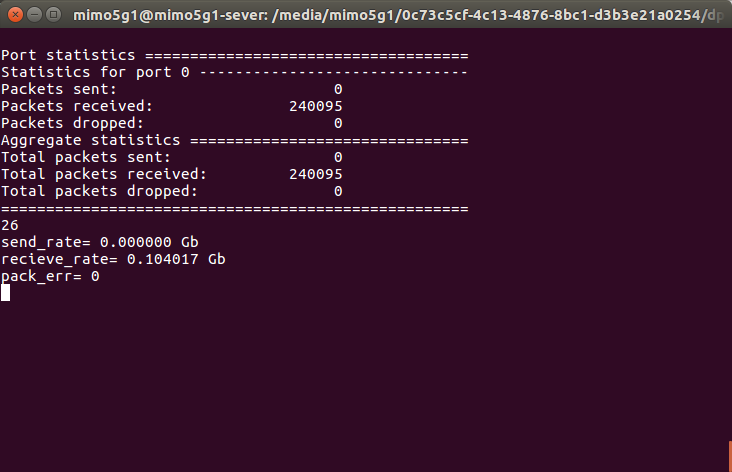 mimo5g1@mimo5g1-sever: /media/mimo5g1/0c73c5cf-4c13-4876-8bc1-d3b3e21a0254/dp
Port statistics ====================================
Statistics for port 0 ------------------------------
Packets sent: 0
Packets received: 240095
Packets dropped: 0
Aggregate statistics ===============================
Total packets sent: 0
Total packets received: 240095
Total packets dropped: 0
====================================================
26
send_rate= 0.000000 Gb
recieve_rate= 0.104017 Gb
pack_err= 0